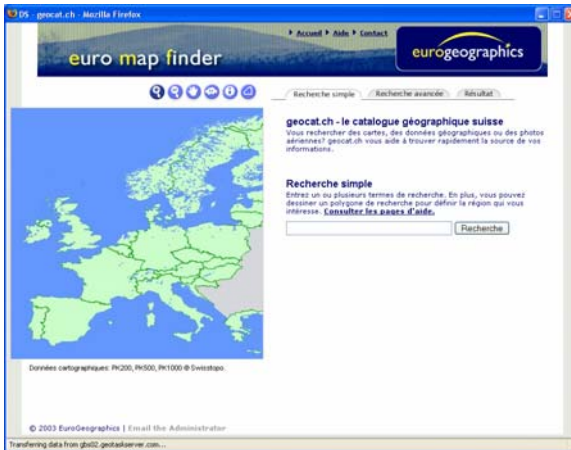 DS - geocat.ch - Mozilla Firefox
Accueil Aide Contact
euro map finder
eurogeographics
Recherche simple Recherche avancée Résultat
geocat.ch - le catalogue géographique suisse
Vous rechercher des cartes, des données géographiques ou des photos
aériennes? geocat.ch vous aide à trouver rapidement la source de vos
informations.
Recherche simple
Entrez un ou plusieurs termes de recherche. En plus, vous pouvez
dessiner un polygone de recherche pour définir la région qui vous
intéresse. Consulter les pages d'aide.
Recherche
Données cartographiques: PK200, PK500, PK1000 © Swisstopo.
© 2003 EuroGeographics | Email the Administrator
Transferring data from gbs02.geotaskserver.com...